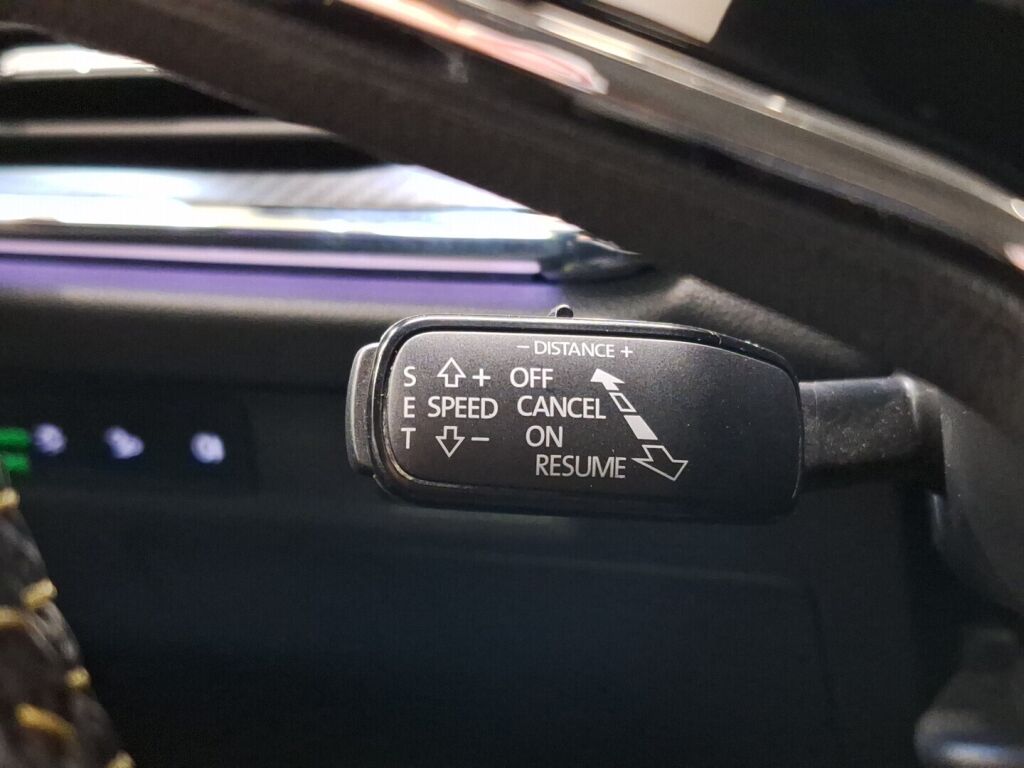 - DISTANCE +
S + OFF
E SPEED CANCEL
T - ON
RESUME